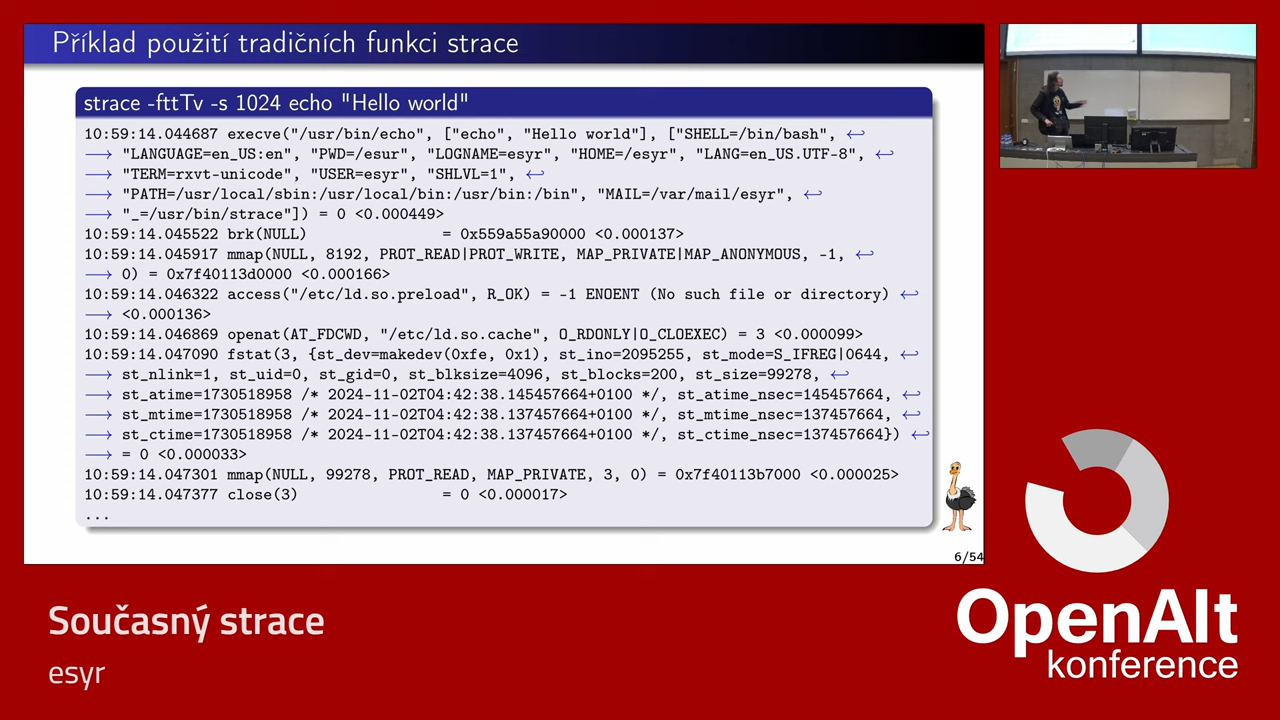 Příklad použití tradičních funkci strace
strace -fttTv -s 1024 echo "Hello world"
10:59:14.044687 execve("/usr/bin/echo", ["echo", "Hello world"], ["SHELL=/bin/bash", ↩
⟶ "LANGUAGE=en_US:en", "PWD=/esur", "LOGNAME=esyr", "HOME=/esyr", "LANG=en_US.UTF-8", ↩
⟶ "TERM=rxvt-unicode", "USER=esyr", "SHLVL=1", ↩
⟶ "PATH=/usr/local/sbin:/usr/local/bin:/usr/bin:/bin", "MAIL=/var/mail/esyr", ↩
⟶ "_=/usr/bin/strace"]) = 0 <0.000449>
10:59:14.045522 brk(NULL) = 0x559a55a90000 <0.000137>
10:59:14.045917 mmap(NULL, 8192, PROT_READ|PROT_WRITE, MAP_PRIVATE|MAP_ANONYMOUS, -1, ↩
⟶ 0) = 0x7f40113d0000 <0.000166>
10:59:14.046322 access("/etc/ld.so.preload", R_OK) = -1 ENOENT (No such file or directory) ↩
⟶ <0.000136>
10:59:14.046869 openat(AT_FDCWD, "/etc/ld.so.cache", O_RDONLY|O_CLOEXEC) = 3 <0.000099>
10:59:14.047090 fstat(3, {st_dev=makedev(0xfe, 0x1), st_ino=2095255, st_mode=S_IFREG|0644, ↩
⟶ st_nlink=1, st_uid=0, st_gid=0, st_blksize=4096, st_blocks=200, st_size=99278, ↩
⟶ st_atime=1730518958 /* 2024-11-02T04:42:38.145457664+0100 */, st_atime_nsec=145457664, ↩
⟶ st_mtime=1730518958 /* 2024-11-02T04:42:38.137457664+0100 */, st_mtime_nsec=137457664, ↩
⟶ st_ctime=1730518958 /* 2024-11-02T04:42:38.137457664+0100 */, st_ctime_nsec=137457664}) ↩
⟶ = 0 <0.000033>
10:59:14.047301 mmap(NULL, 99278, PROT_READ, MAP_PRIVATE, 3, 0) = 0x7f40113b7000 <0.000025>
10:59:14.047377 close(3) = 0 <0.000017>
...
6/54
Současný strace
esyr
OpenAlt
konference